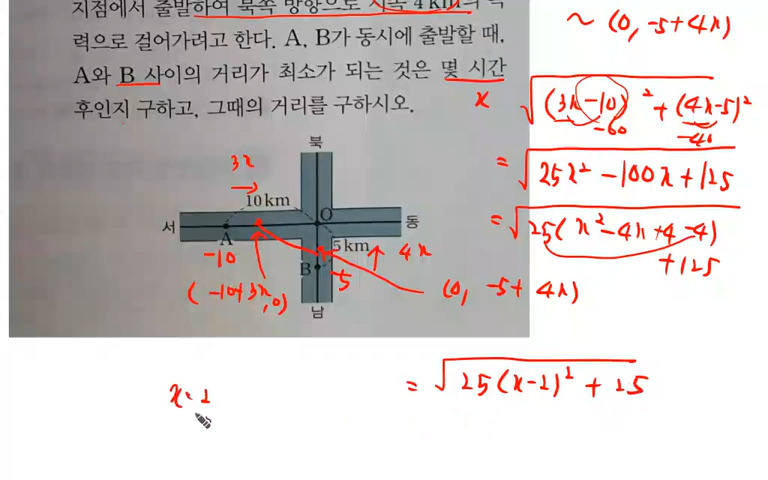 지점에서 출발하여 북쪽 방향으로 시속 4 km의 속
력으로 걸어가려고 한다. A, B가 동시에 출발할 때,
A와 B 사이의 거리가 최소가 되는 것은 몇 시간
후인지 구하고, 그때의 거리를 구하시오.
x
북
3x
10 km
서
A
O
동
-10
5 km
4x
B
-5
(-10+3x, 0)
(0, -5+4x)
남
~ (0, -5+4x)
√(3x-10)² + (4x-5)²
-60
-40
= √25x² - 100x + 125
= √25(x² - 4x + 4 - 4)
+125
= √25(x-2)² + 25
x=2